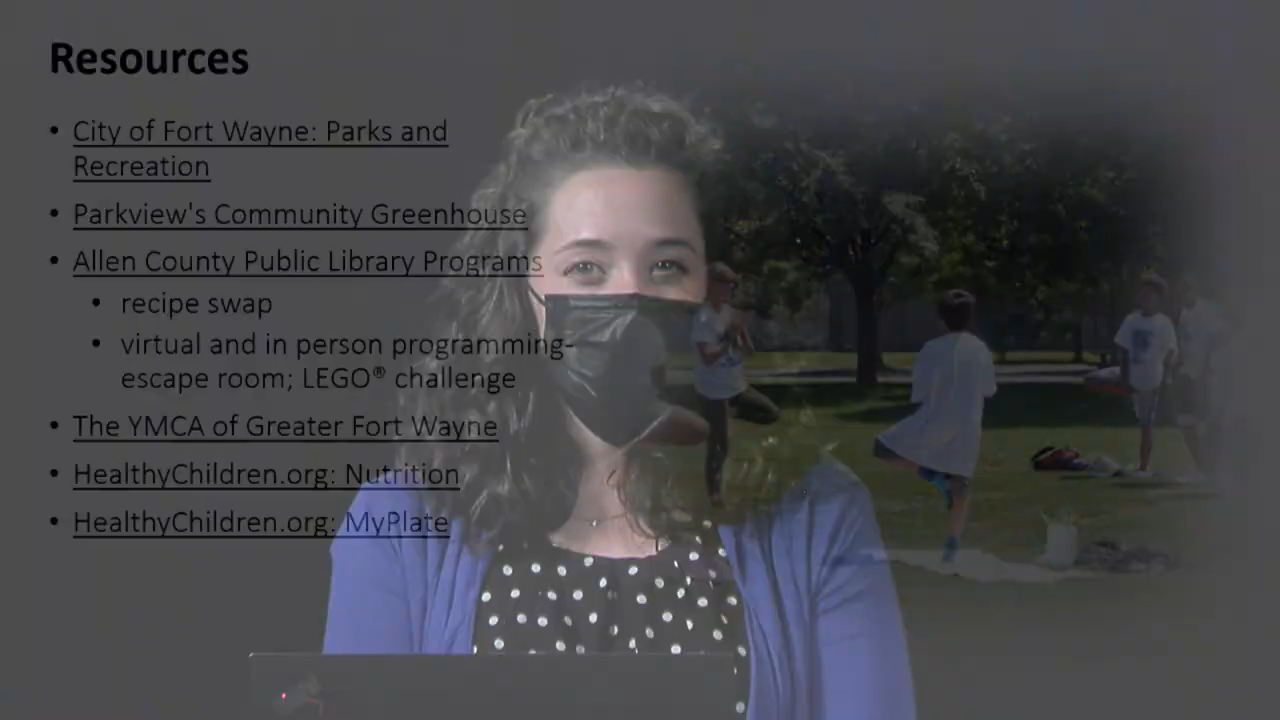 Resources
• City of Fort Wayne: Parks and
Recreation
• Parkview's Community Greenhouse
• Allen County Public Library Programs
• recipe swap
• virtual and in person programming-
escape room; LEGO® challenge
• The YMCA of Greater Fort Wayne
• HealthyChildren.org: Nutrition
• HealthyChildren.org: MyPlate